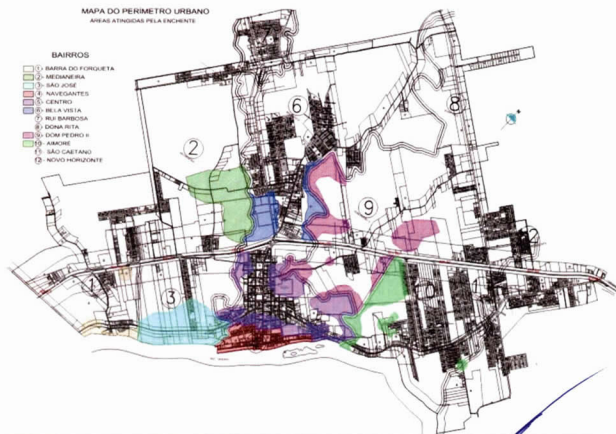 MAPA DO PERIMETRO URBANO
AREAS ATINGIDAS PELA ENCHENTE
BAIRROS
1 - BARRA DO FORQUETA
2 - MEDIANEIRA
3 - SÃO JOSÉ
4 - NAVEGANTES
5 - CENTRO
6 - BELA VISTA
7 RUI BARBOSA
8 DONA RITA
9 - DOM PEDRO II
10 - AIMORÉ
11 SÃO CAETANO
12 - NOVO HORIZONTE
6
8
2
9
3
1